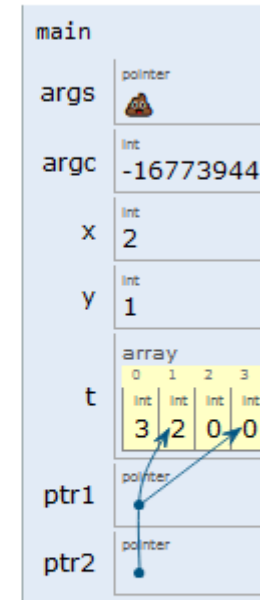 main
args
pointer
💩
argc
int
-16773944
x
int
2
y
int
1
t
array
0 1 2 3
int int int int
3 2 0 0
ptr1
pointer
ptr2
pointer